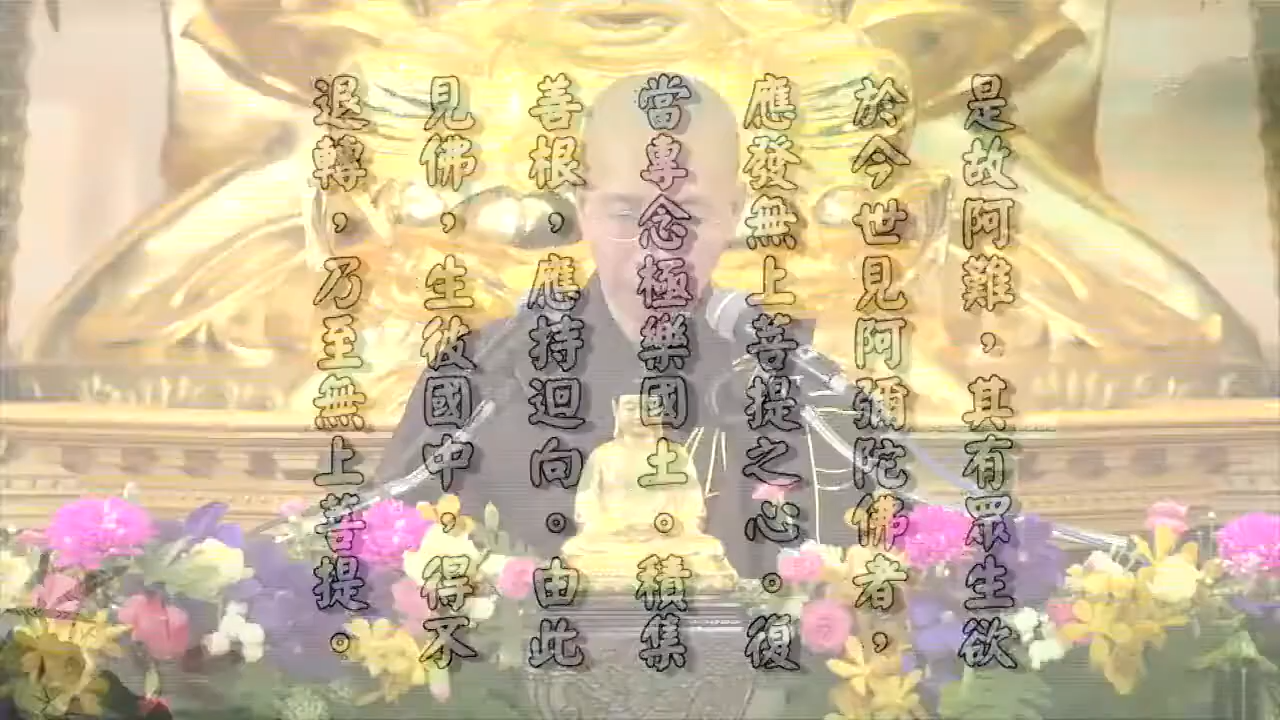 是故阿難，其有眾生欲
於今世見阿彌陀佛者，
應發無上菩提之心。復
當專念極樂國土。積集
善根，應持迴向。由此
見佛，生彼國中，得不
退轉，乃至無上菩提。